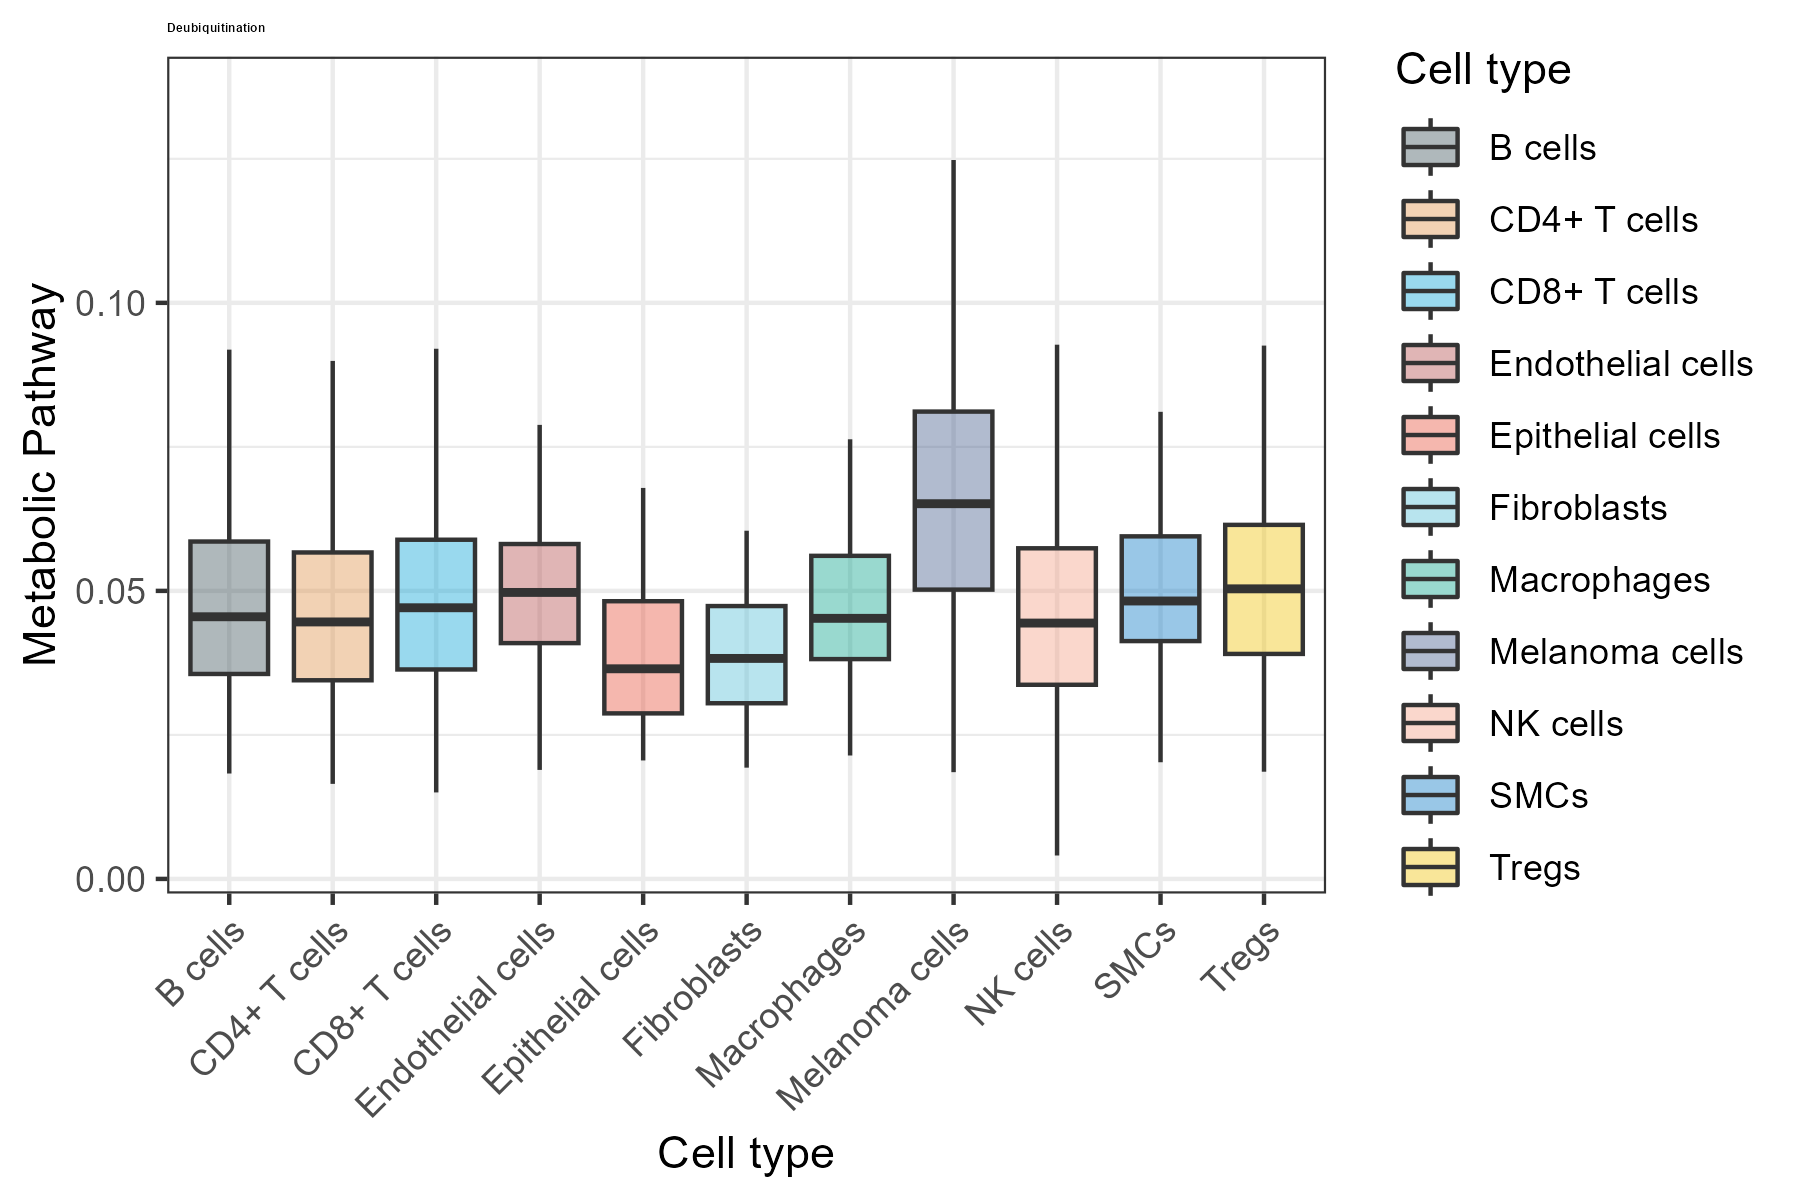 Deubiquitination
Metabolic Pathway
0.10
0.05
0.00
B cells
CD4+ T cells
CD8+ T cells
Endothelial cells
Epithelial cells
Fibroblasts
Macrophages
Melanoma cells
NK cells
SMCs
Tregs
Cell type
Cell type
B cells
CD4+ T cells
CD8+ T cells
Endothelial cells
Epithelial cells
Fibroblasts
Macrophages
Melanoma cells
NK cells
SMCs
Tregs